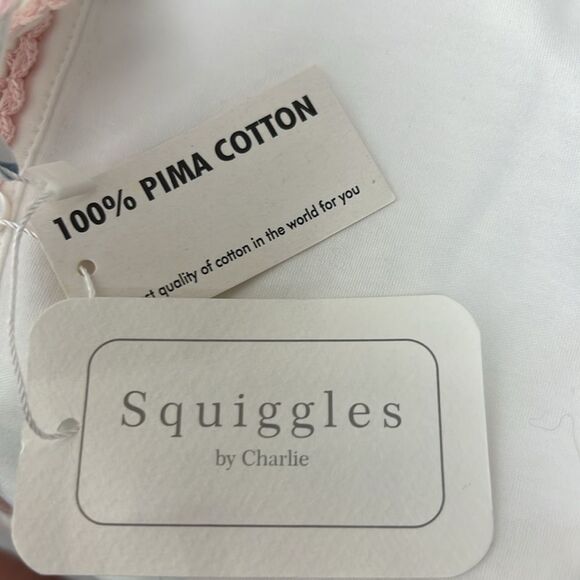 100% PIMA COTTON
quality of cotton in the world for you
Squiggles
by Charlie